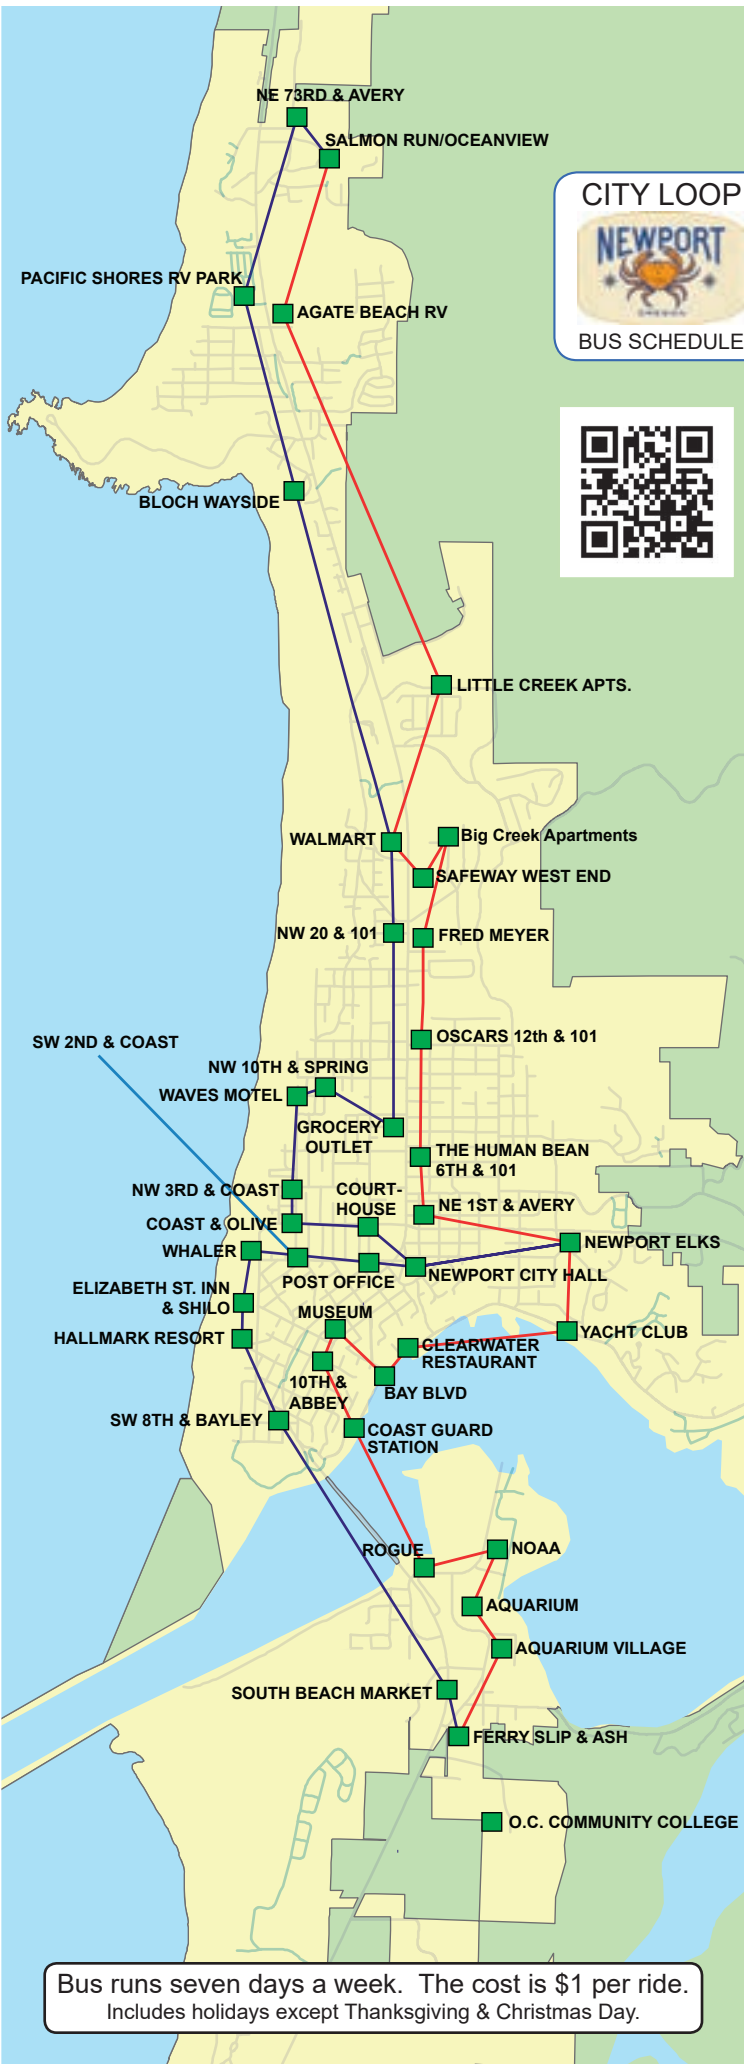 NE 73RD & AVERY
SALMON RUN/OCEANVIEW
CITY LOOP
NEWPORT
OREGON
BUS SCHEDULE
PACIFIC SHORES RV PARK
AGATE BEACH RV
BLOCH WAYSIDE
LITTLE CREEK APTS.
WALMART
Big Creek Apartments
SAFEWAY WEST END
NW 20 & 101
FRED MEYER
OSCARS 12th & 101
SW 2ND & COAST
NW 10TH & SPRING
WAVES MOTEL
GROCERY
OUTLET
THE HUMAN BEAN
6TH & 101
NW 3RD & COAST
COURT-
HOUSE
NE 1ST & AVERY
COAST & OLIVE
WHALER
NEWPORT ELKS
POST OFFICE
NEWPORT CITY HALL
ELIZABETH ST. INN
& SHILO
MUSEUM
HALLMARK RESORT
YACHT CLUB
CLEARWATER
RESTAURANT
10TH &
ABBEY
BAY BLVD
SW 8TH & BAYLEY
COAST GUARD
STATION
ROGUE
NOAA
AQUARIUM
AQUARIUM VILLAGE
SOUTH BEACH MARKET
FERRY SLIP & ASH
O.C. COMMUNITY COLLEGE
Bus runs seven days a week. The cost is $1 per ride.
Includes holidays except Thanksgiving & Christmas Day.